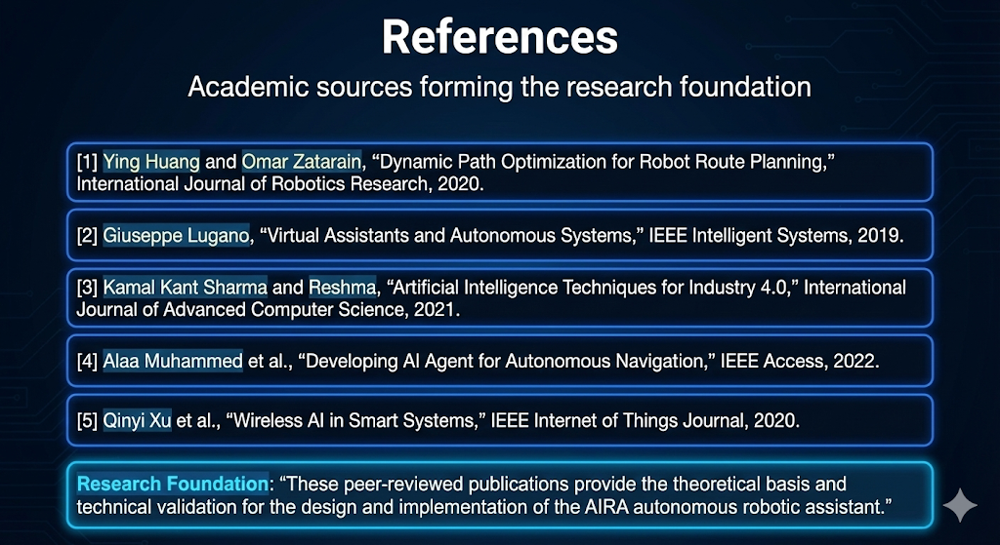 References
Academic sources forming the research foundation
[1] Ying Huang and Omar Zatarain, “Dynamic Path Optimization for Robot Route Planning,”
International Journal of Robotics Research, 2020.
[2] Giuseppe Lugano, “Virtual Assistants and Autonomous Systems,” IEEE Intelligent Systems, 2019.
[3] Kamal Kant Sharma and Reshma, “Artificial Intelligence Techniques for Industry 4.0,” International
Journal of Advanced Computer Science, 2021.
[4] Alaa Muhammed et al., “Developing AI Agent for Autonomous Navigation,” IEEE Access, 2022.
[5] Qinyi Xu et al., “Wireless AI in Smart Systems,” IEEE Internet of Things Journal, 2020.
Research Foundation: “These peer-reviewed publications provide the theoretical basis and
technical validation for the design and implementation of the AIRA autonomous robotic assistant.”